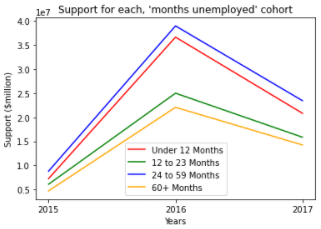 Support for each, 'months unemployed' cohort
1e7
4.0
3.5
3.0
2.5
2.0
1.5
1.0
0.5
Support ($million)
Under 12 Months
12 to 23 Months
24 to 59 Months
60+ Months
2015
2016
2017
Years